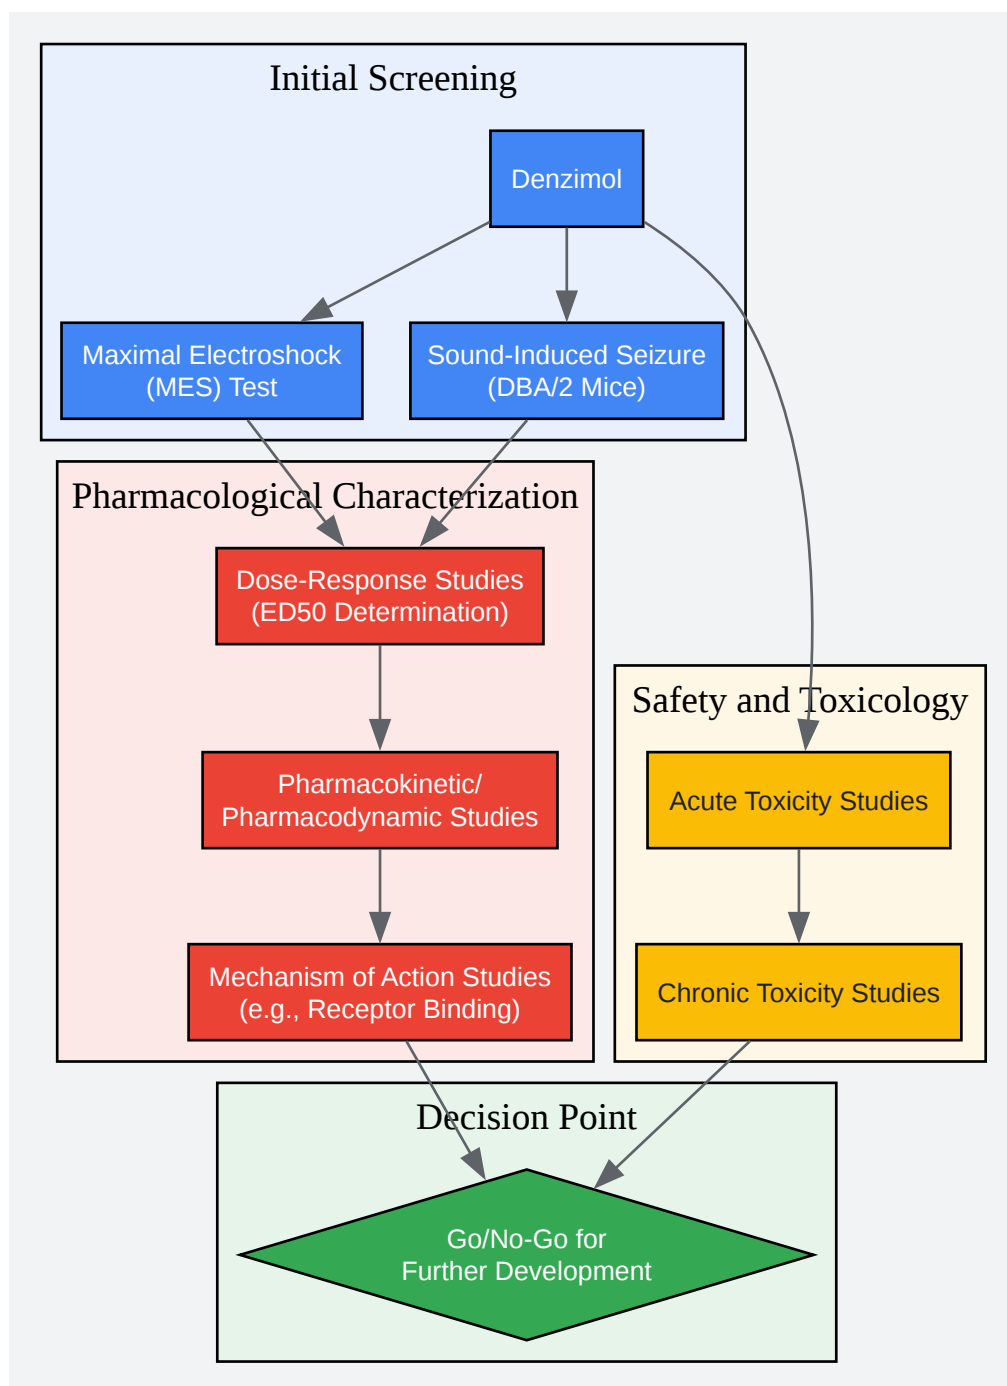 Initial Screening
Denzimol
Maximal Electroshock
(MES) Test
Sound-Induced Seizure
(DBA/2 Mice)
Pharmacological Characterization
Dose-Response Studies
(ED50 Determination)
Pharmacokinetic/
Pharmacodynamic Studies
Mechanism of Action Studies
(e.g., Receptor Binding)
Safety and Toxicology
Acute Toxicity Studies
Chronic Toxicity Studies
Decision Point
Go/No-Go for
Further Development